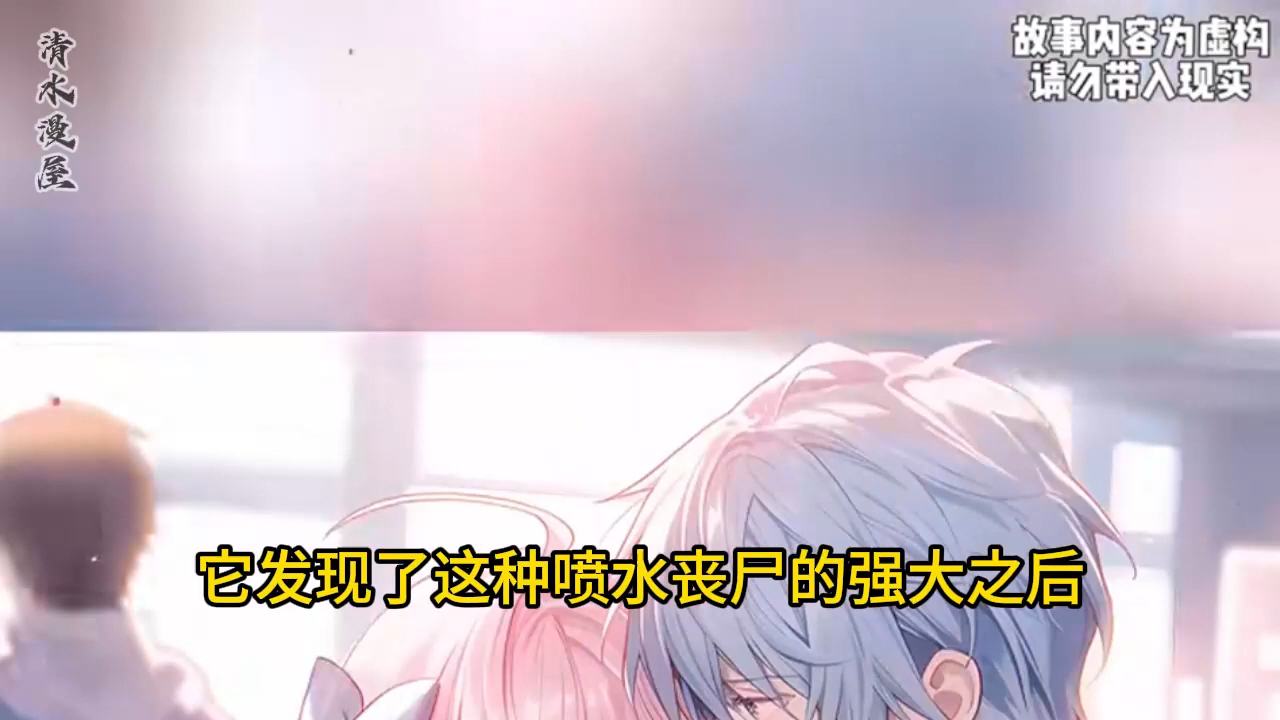 清水漫屋
故事内容为虚构
请勿带入现实
它发现了这种喷水丧尸的强大之后